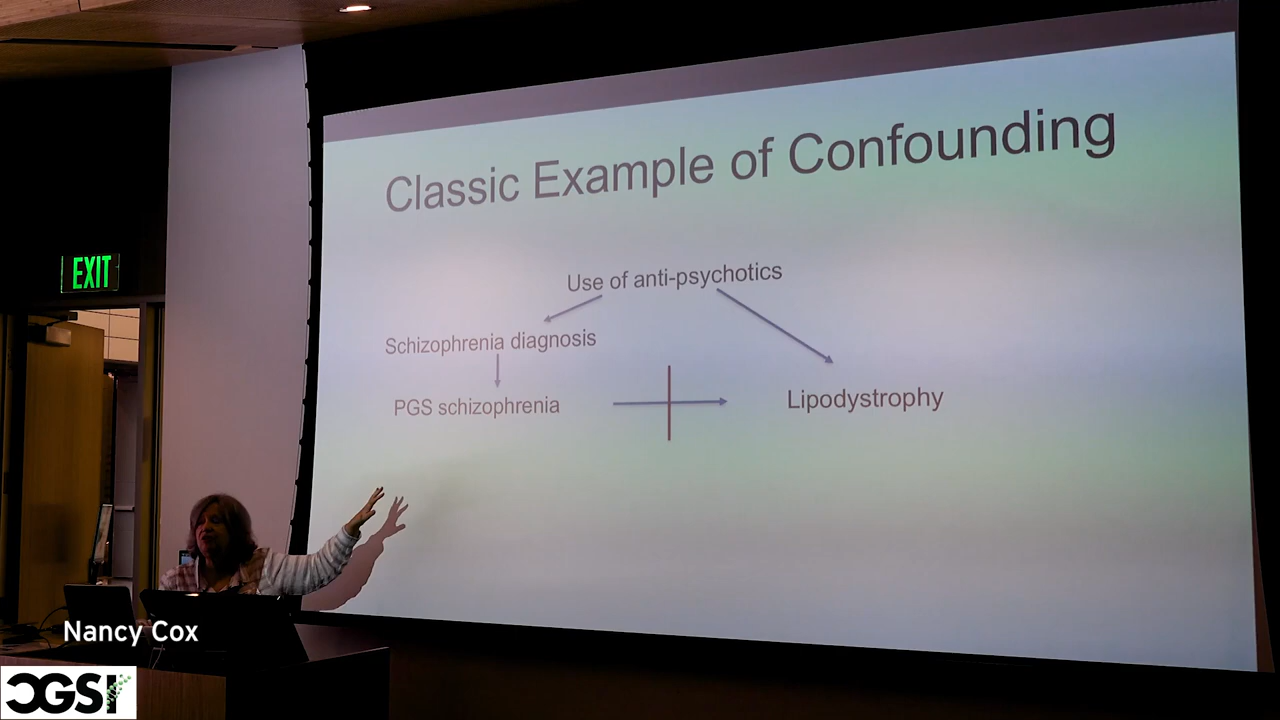 Classic Example of Confounding
Use of anti-psychotics
Schizophrenia diagnosis
PGS schizophrenia
Lipodystrophy
EXIT
Nancy Cox
CGSI